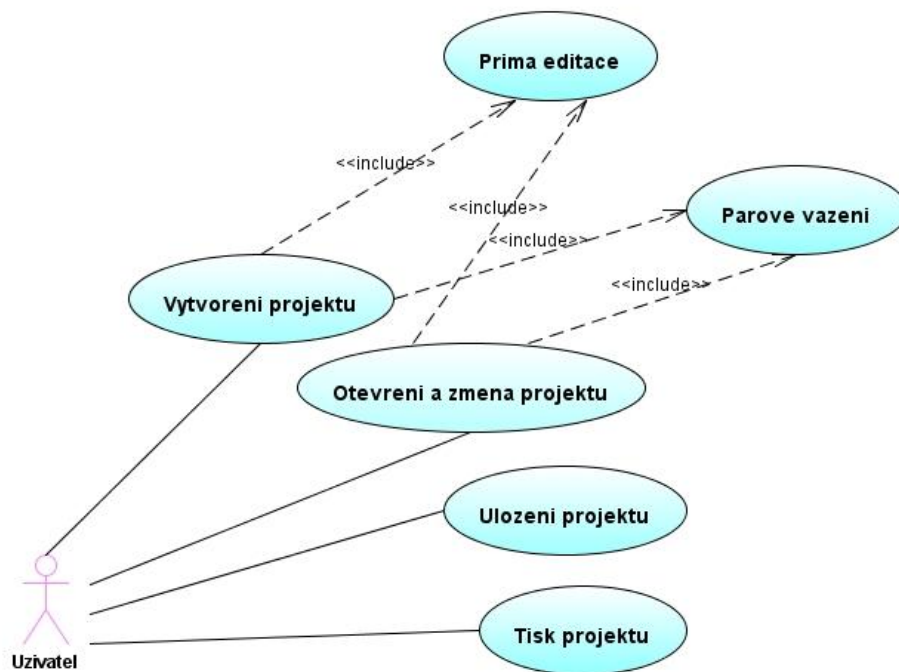 Prima editace
<<include>>
<<include>>
Parove vazeni
<<include>>
<<include>>
Vytvoreni projektu
Otevreni a zmena projektu
Ulozeni projektu
Tisk projektu
Uzivatel